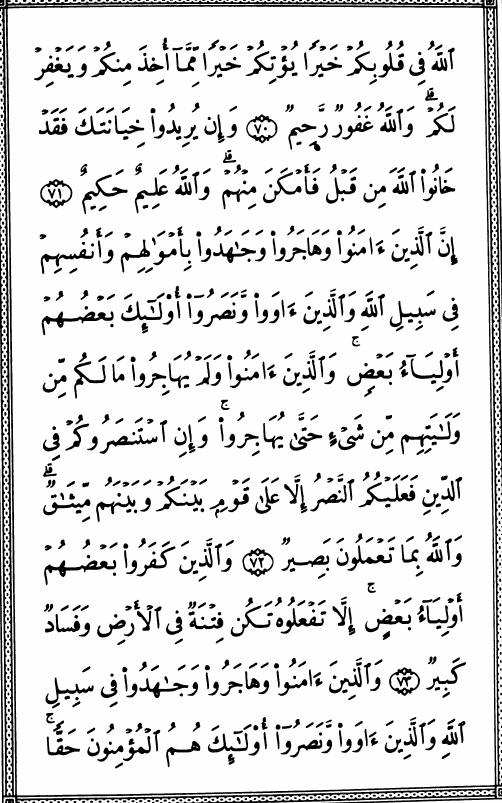 ٱللَّهُ فِى قُلُوبِكُمْ خَيْرًا يُؤْتِكُمْ خَيْرًا مِّمَّآ أُخِذَ مِنكُمْ وَيَغْفِرْ
لَكُمْ ۗ وَٱللَّهُ غَفُورٌ رَّحِيمٌ ﴿٧٠﴾ وَإِن يُرِيدُوا۟ خِيَانَتَكَ فَقَدْ
خَانُوا۟ ٱللَّهَ مِن قَبْلُ فَأَمْكَنَ مِنْهُمْ ۗ وَٱللَّهُ عَلِيمٌ حَكِيمٌ ﴿٧١﴾
إِنَّ ٱلَّذِينَ ءَامَنُوا۟ وَهَاجَرُوا۟ وَجَـٰهَدُوا۟ بِأَمْوَٰلِهِمْ وَأَنفُسِهِمْ
فِى سَبِيلِ ٱللَّهِ وَٱلَّذِينَ ءَاوَوا۟ وَّنَصَرُوٓا۟ أُو۟لَـٰٓئِكَ بَعْضُهُمْ
أَوْلِيَآءُ بَعْضٍ ۚ وَٱلَّذِينَ ءَامَنُوا۟ وَلَمْ يُهَاجِرُوا۟ مَا لَكُم مِّن
وَلَـٰيَتِهِم مِّن شَىْءٍ حَتَّىٰ يُهَاجِرُوا۟ ۚ وَإِنِ ٱسْتَنصَرُوكُمْ فِى
ٱلدِّينِ فَعَلَيْكُمُ ٱلنَّصْرُ إِلَّا عَلَىٰ قَوْمٍۭ بَيْنَكُمْ وَبَيْنَهُم مِّيثَـٰقٌ ۗ
وَٱللَّهُ بِمَا تَعْمَلُونَ بَصِيرٌ ﴿٧٢﴾ وَٱلَّذِينَ كَفَرُوا۟ بَعْضُهُمْ
أَوْلِيَآءُ بَعْضٍ ۚ إِلَّا تَفْعَلُوهُ تَكُن فِتْنَةٌ فِى ٱلْأَرْضِ وَفَسَادٌ
كَبِيرٌ ﴿٧٣﴾ وَٱلَّذِينَ ءَامَنُوا۟ وَهَاجَرُوا۟ وَجَـٰهَدُوا۟ فِى سَبِيلِ
ٱللَّهِ وَٱلَّذِينَ ءَاوَوا۟ وَّنَصَرُوٓا۟ أُو۟لَـٰٓئِكَ هُمُ ٱلْمُؤْمِنُونَ حَقًّا ۚ